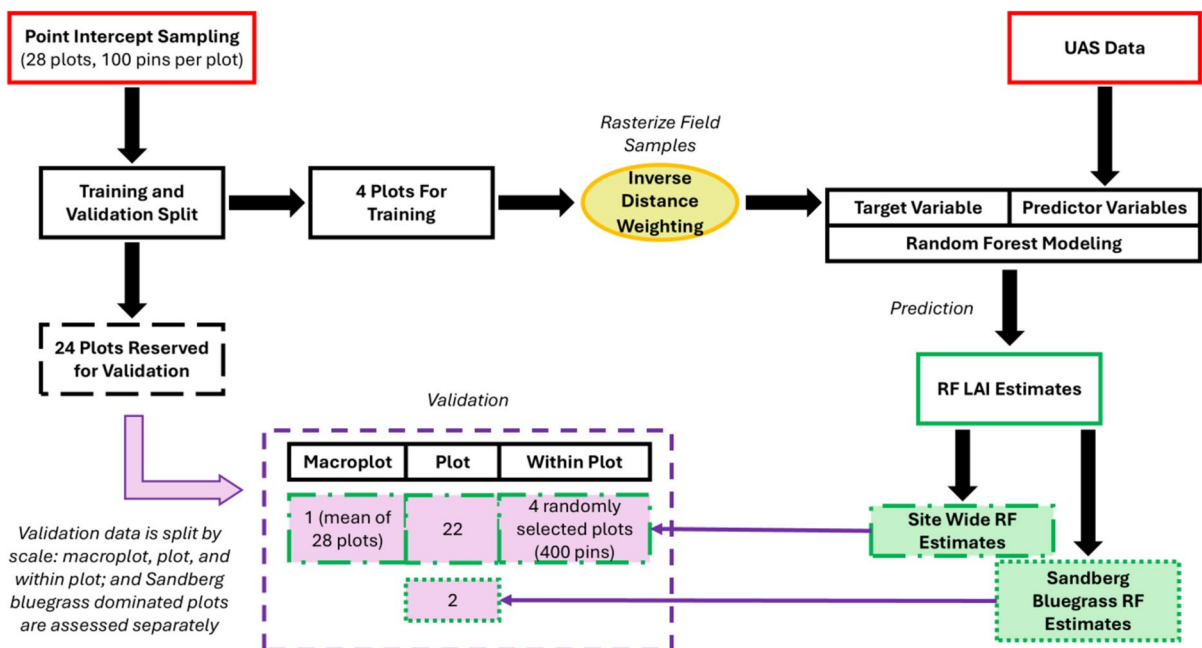 Point Intercept Sampling
(28 plots, 100 pins per plot)
UAS Data
Rasterize Field
Samples
Training and
Validation Split
4 Plots For
Training
Inverse
Distance
Weighting
Target Variable
Predictor Variables
Random Forest Modeling
Prediction
24 Plots Reserved
for Validation
RF LAI Estimates
Validation
Macroplot
Plot
Within Plot
1 (mean of
28 plots)
22
4 randomly
selected plots
(400 pins)
Site Wide RF
Estimates
Validation data is split by
scale: macroplot, plot, and
within plot; and Sandberg
bluegrass dominated plots
are assessed separately
2
Sandberg
Bluegrass RF
Estimates